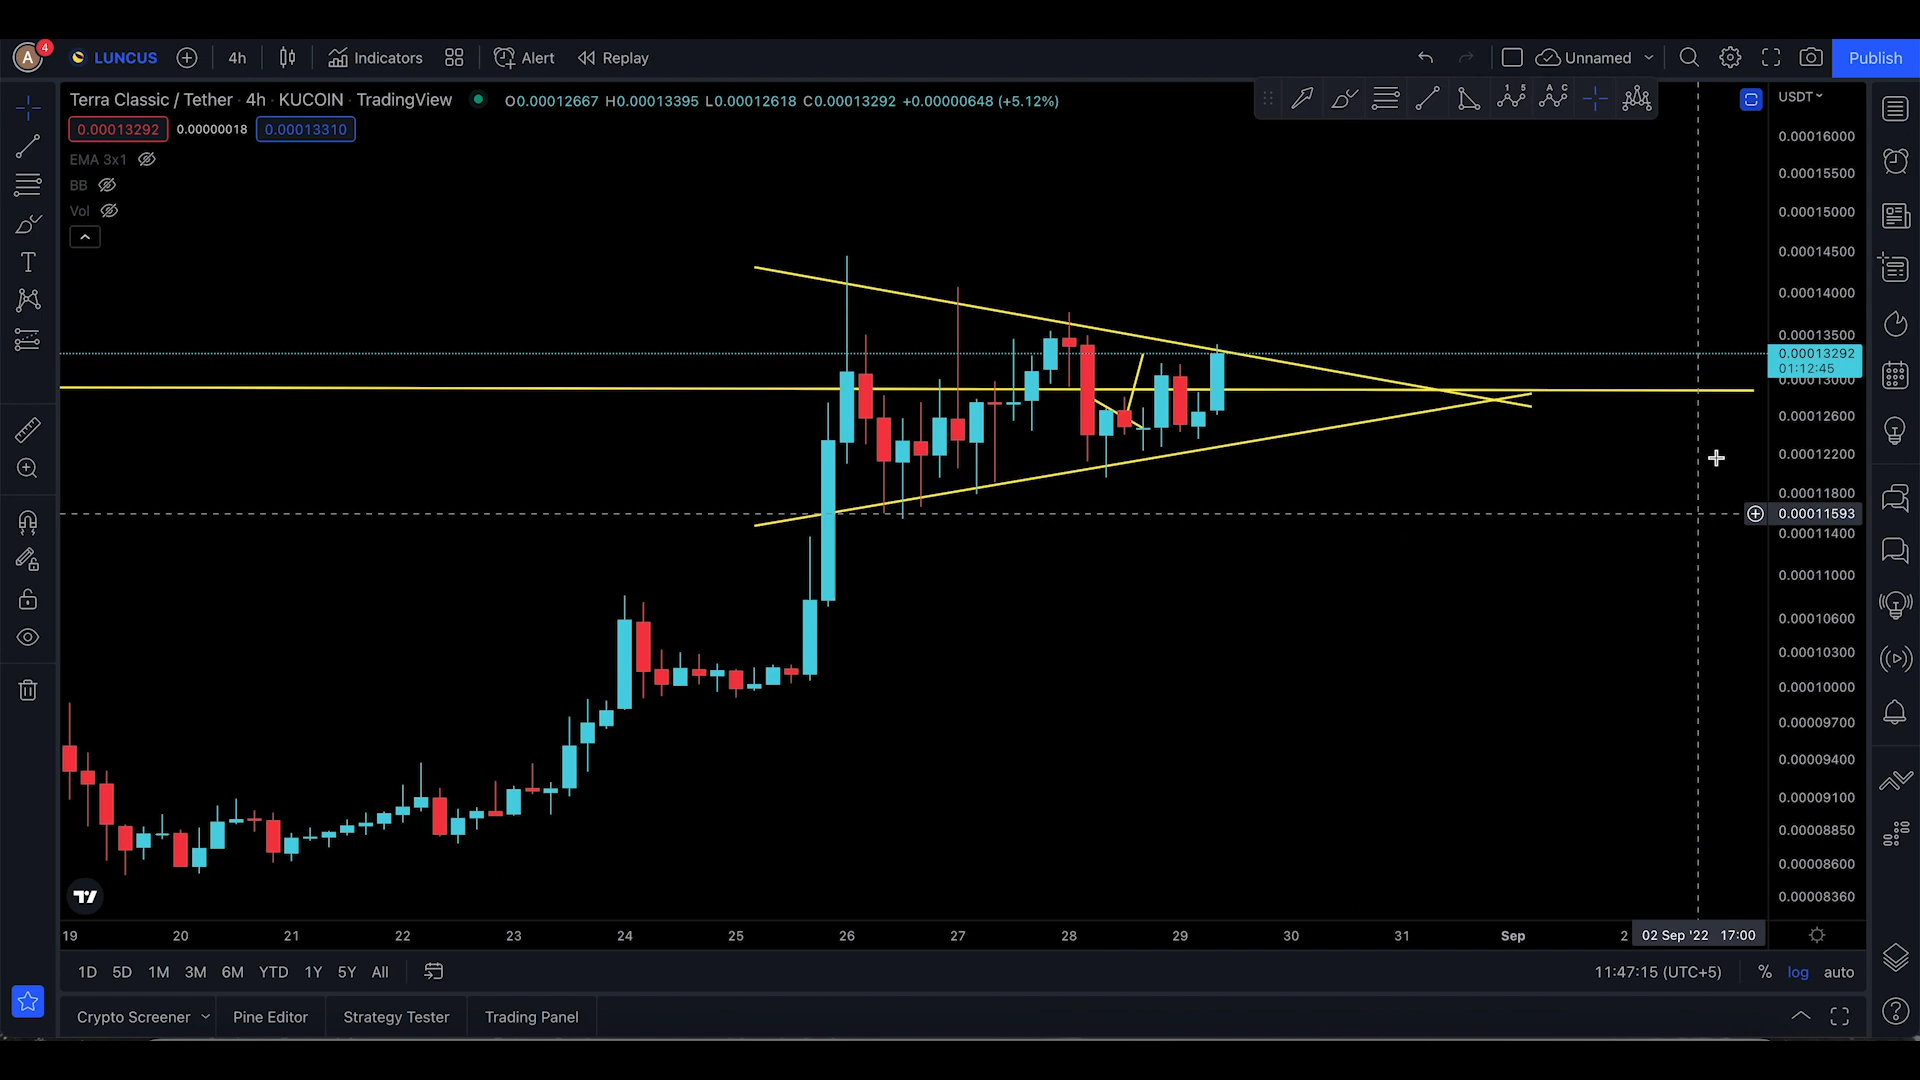 A 4 LUNCUS 4h Indicators Alert Replay Unnamed Publish
Terra Classic / Tether · 4h · KUCOIN · TradingView O0.00012667 H0.00013395 L0.00012618 C0.00013292 +0.00000648 (+5.12%)
USDT
0.00013292 0.00000018 0.00013310
EMA 3x1
BB
Vol
0.00016000
0.00015500
0.00015000
0.00014500
0.00014000
0.00013500
0.00013292
01:12:45
0.00013000
0.00012600
0.00012200
0.00011800
0.00011593
0.00011400
0.00011000
0.00010600
0.00010300
0.00010000
0.00009700
0.00009400
0.00009100
0.00008850
0.00008600
0.00008360
19 20 21 22 23 24 25 26 27 28 29 30 31 Sep 2 02 Sep '22 17:00
1D 5D 1M 3M 6M YTD 1Y 5Y All 11:47:15 (UTC+5) % log auto
Crypto Screener Pine Editor Strategy Tester Trading Panel